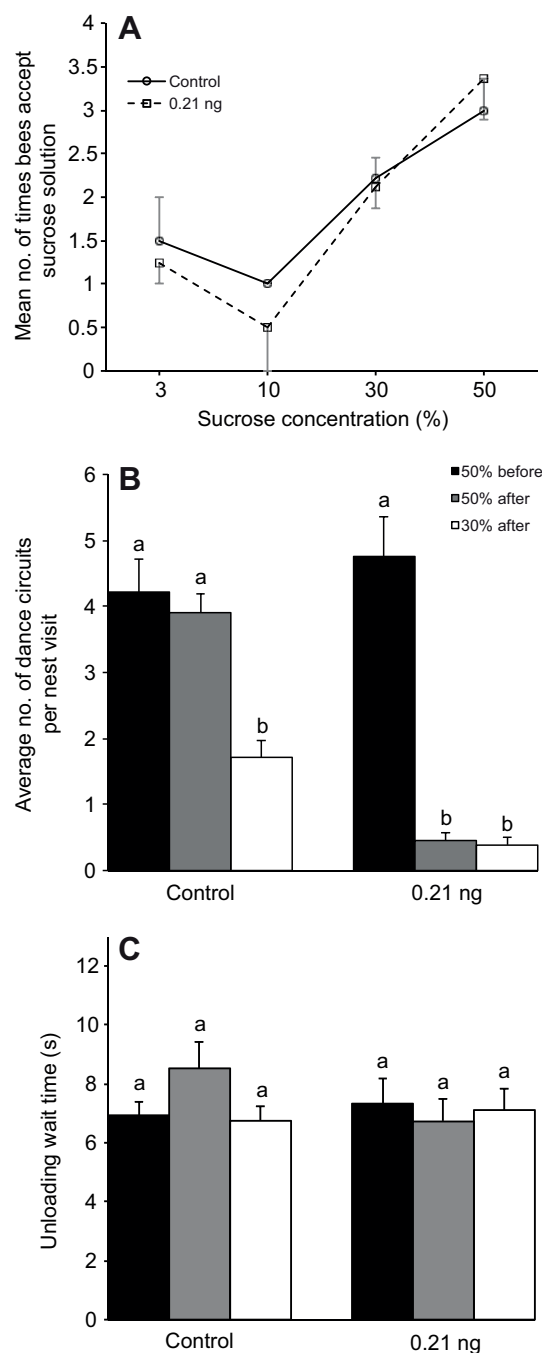 A
4
3.5
3
2.5
2
1.5
1
0.5
0
Mean no. of times bees accept
sucrose solution
Control
0.21 ng
3 10 30 50
Sucrose concentration (%)
B
6
5
4
3
2
1
0
Average no. of dance circuits
per nest visit
50% before
50% after
30% after
a
a
b
a
b
b
Control 0.21 ng
C
12
10
8
6
4
2
0
Unloading wait time (s)
a
a
a
a
a
a
Control 0.21 ng